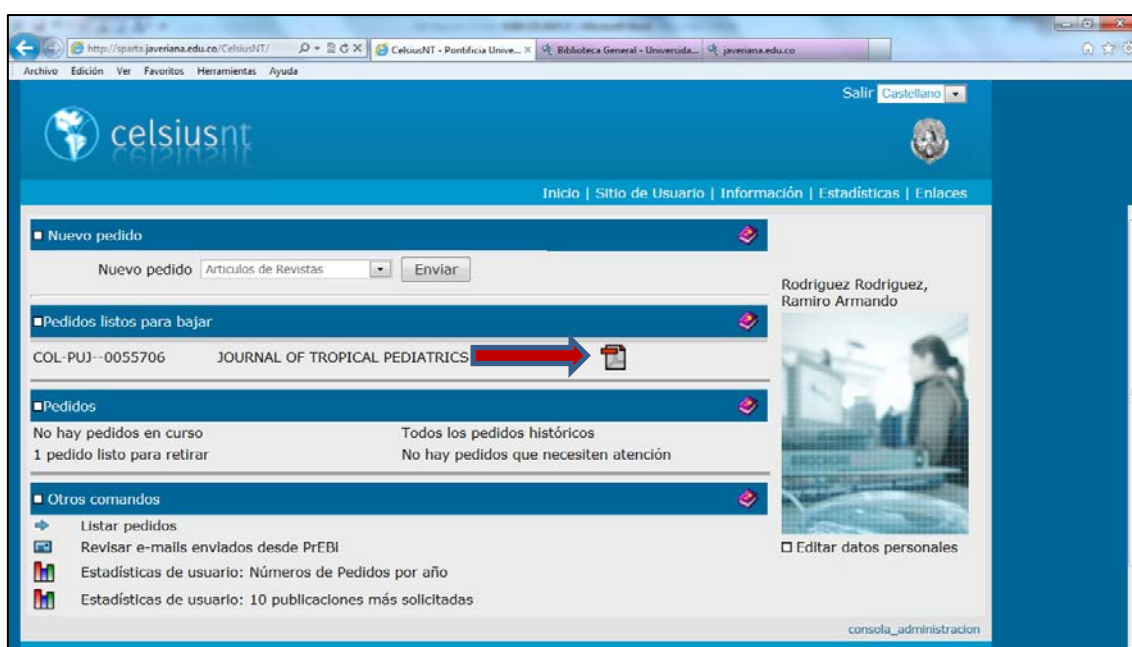 http://sparta.javeriana.edu.co/CelsiusNT/
CelsiusNT - Pontificia Unive...
Biblioteca General - Universida...
javeriana.edu.co
Archivo Edición Ver Favoritos Herramientas Ayuda
Salir Castellano
celsiusnt
Inicio | Sitio de Usuario | Información | Estadísticas | Enlaces
Nuevo pedido
Nuevo pedido Articulos de Revistas Enviar
Rodriguez Rodriguez,
Ramiro Armando
Pedidos listos para bajar
COL-PUJ--0055706 JOURNAL OF TROPICAL PEDIATRICS
Pedidos
No hay pedidos en curso Todos los pedidos históricos
1 pedido listo para retirar No hay pedidos que necesiten atención
Otros comandos
Listar pedidos
Revisar e-mails enviados desde PrEBi
Editar datos personales
Estadísticas de usuario: Números de Pedidos por año
Estadísticas de usuario: 10 publicaciones más solicitadas
consola_administracion